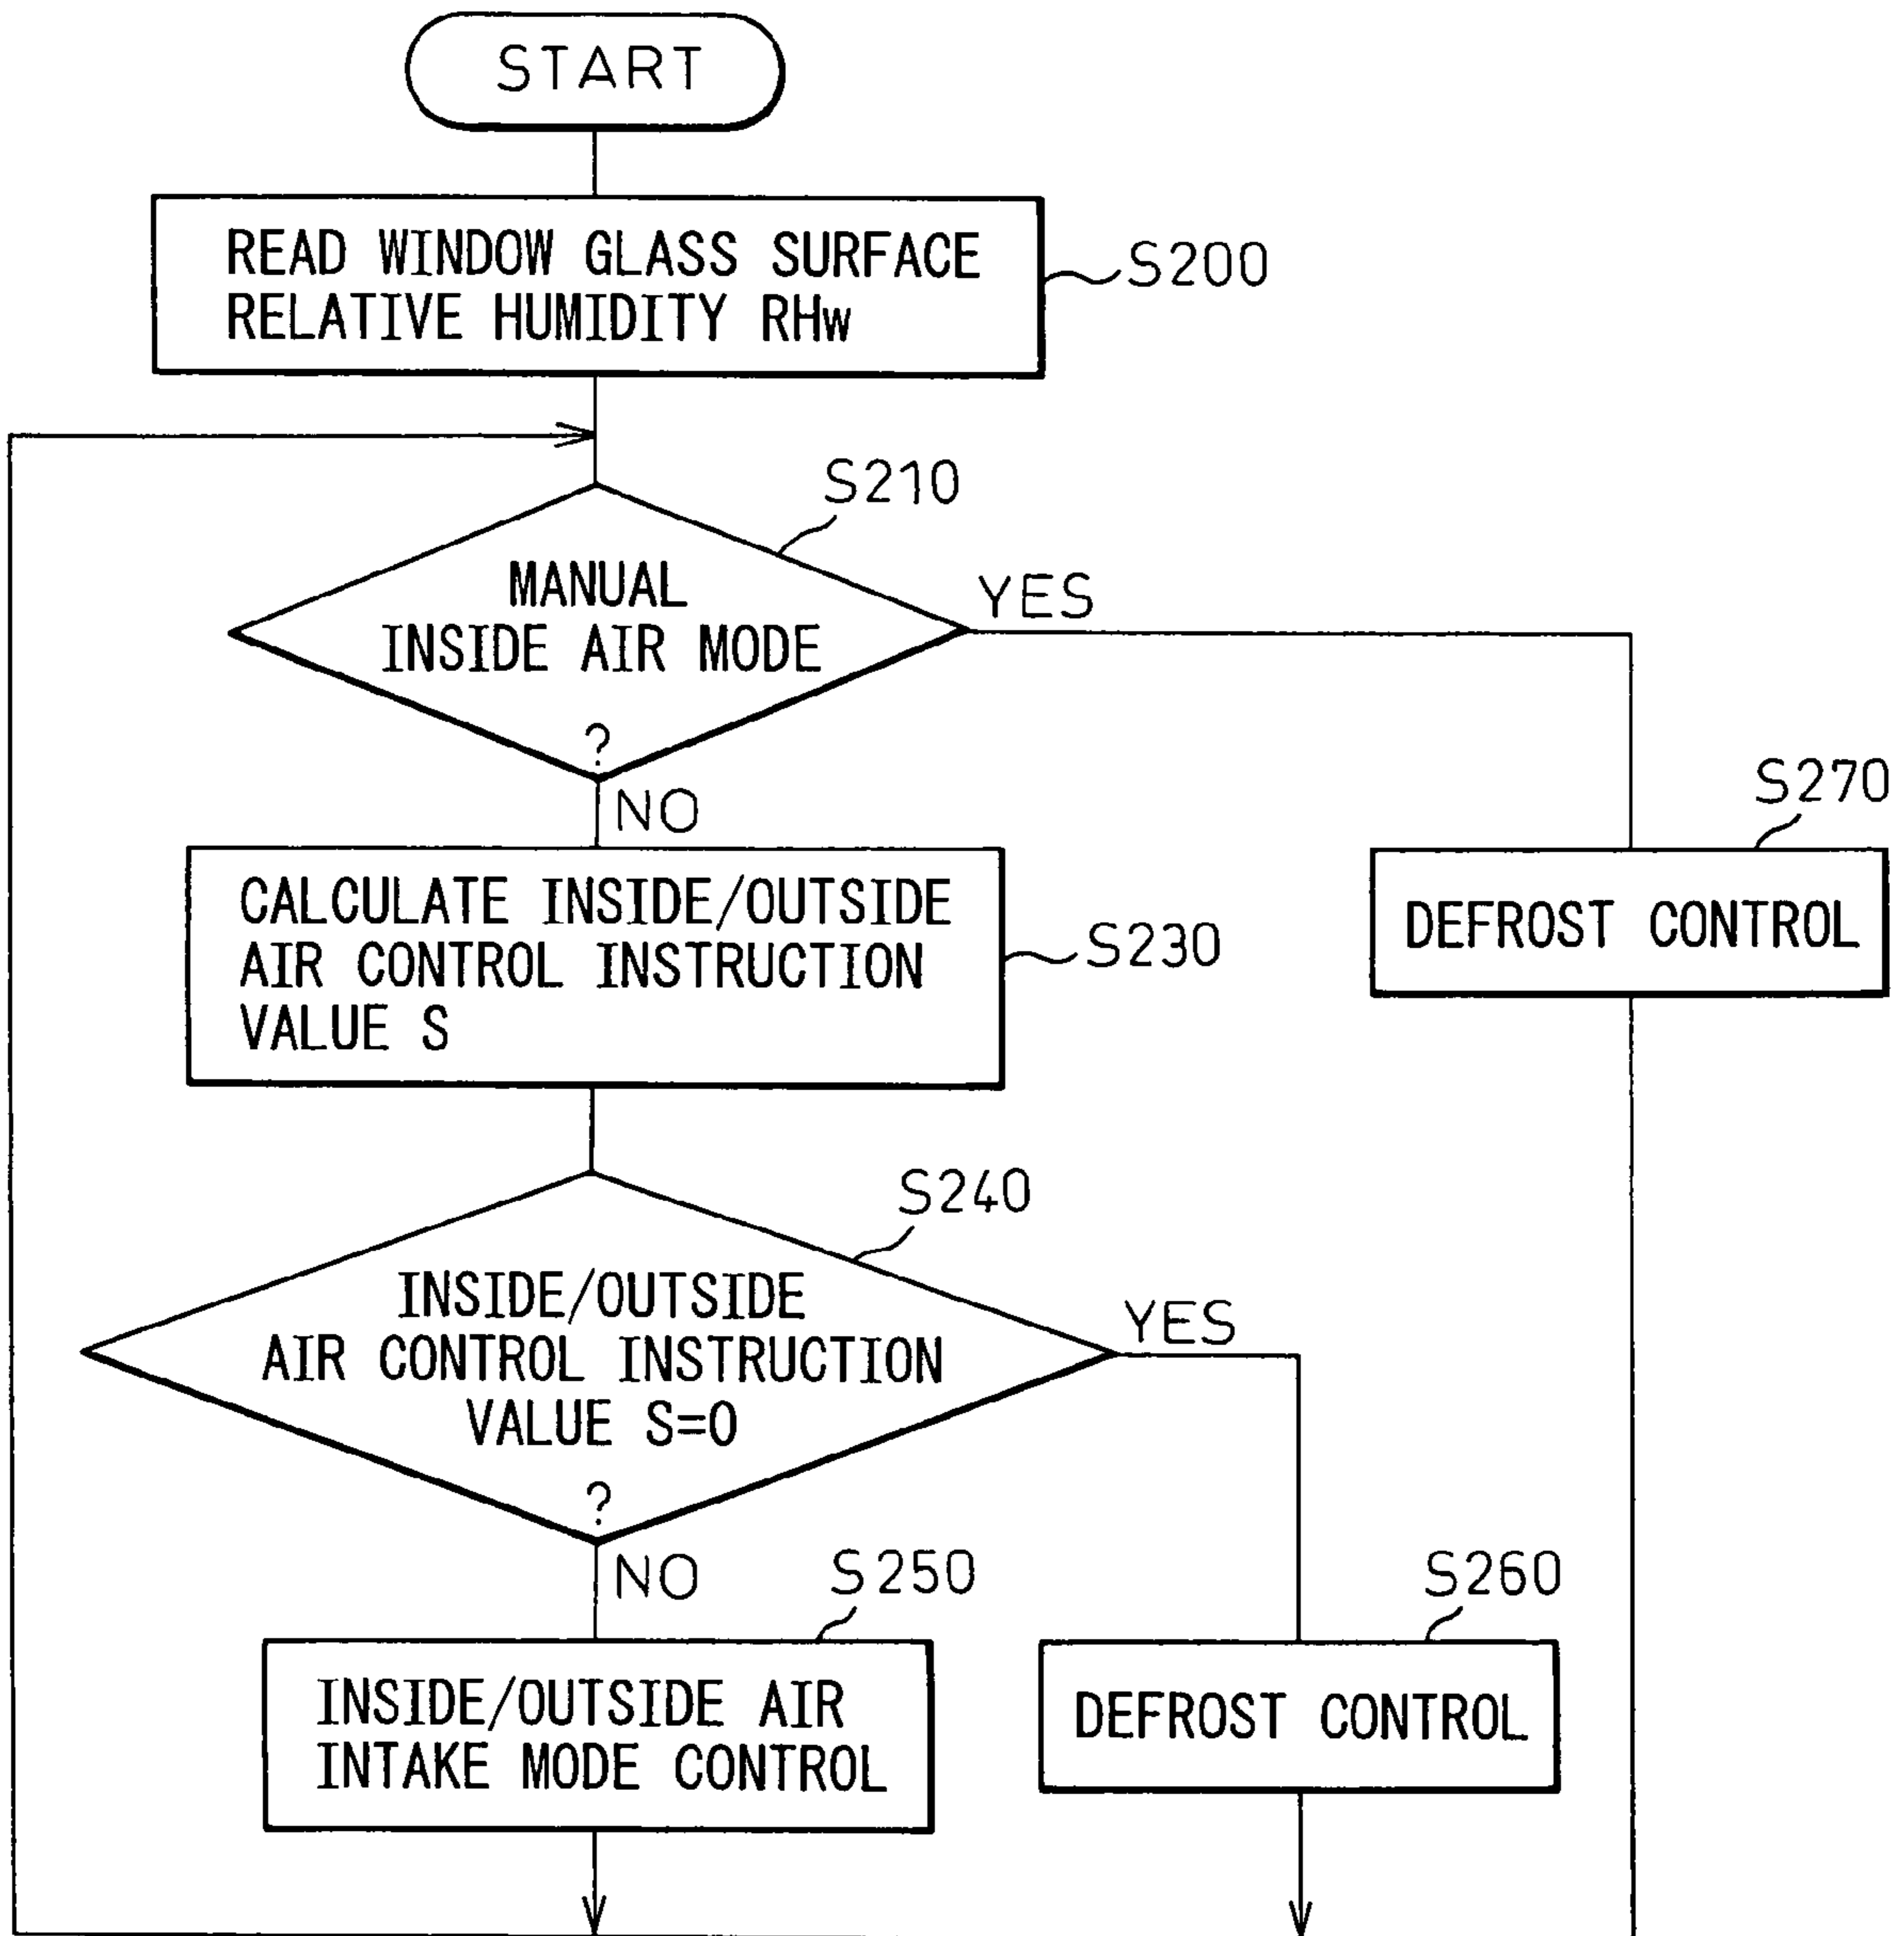 START
READ WINDOW GLASS SURFACE
RELATIVE HUMIDITY RHw
S200
S210
MANUAL
INSIDE AIR MODE
?
YES
NO
S270
DEFROST CONTROL
CALCULATE INSIDE/OUTSIDE
AIR CONTROL INSTRUCTION
VALUE S
S230
S240
INSIDE/OUTSIDE
AIR CONTROL INSTRUCTION
VALUE S=0
?
YES
NO
S250
INSIDE/OUTSIDE AIR
INTAKE MODE CONTROL
S260
DEFROST CONTROL